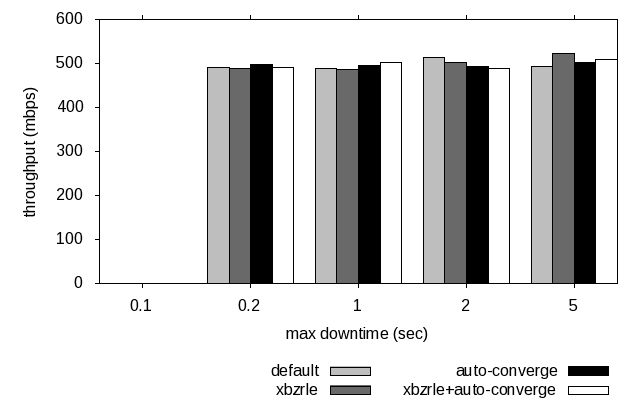 600
500
400
300
200
100
0
throughput (mbps)
0.1 0.2 1 2 5
max downtime (sec)
default auto-converge
xbzrle xbzrle+auto-converge